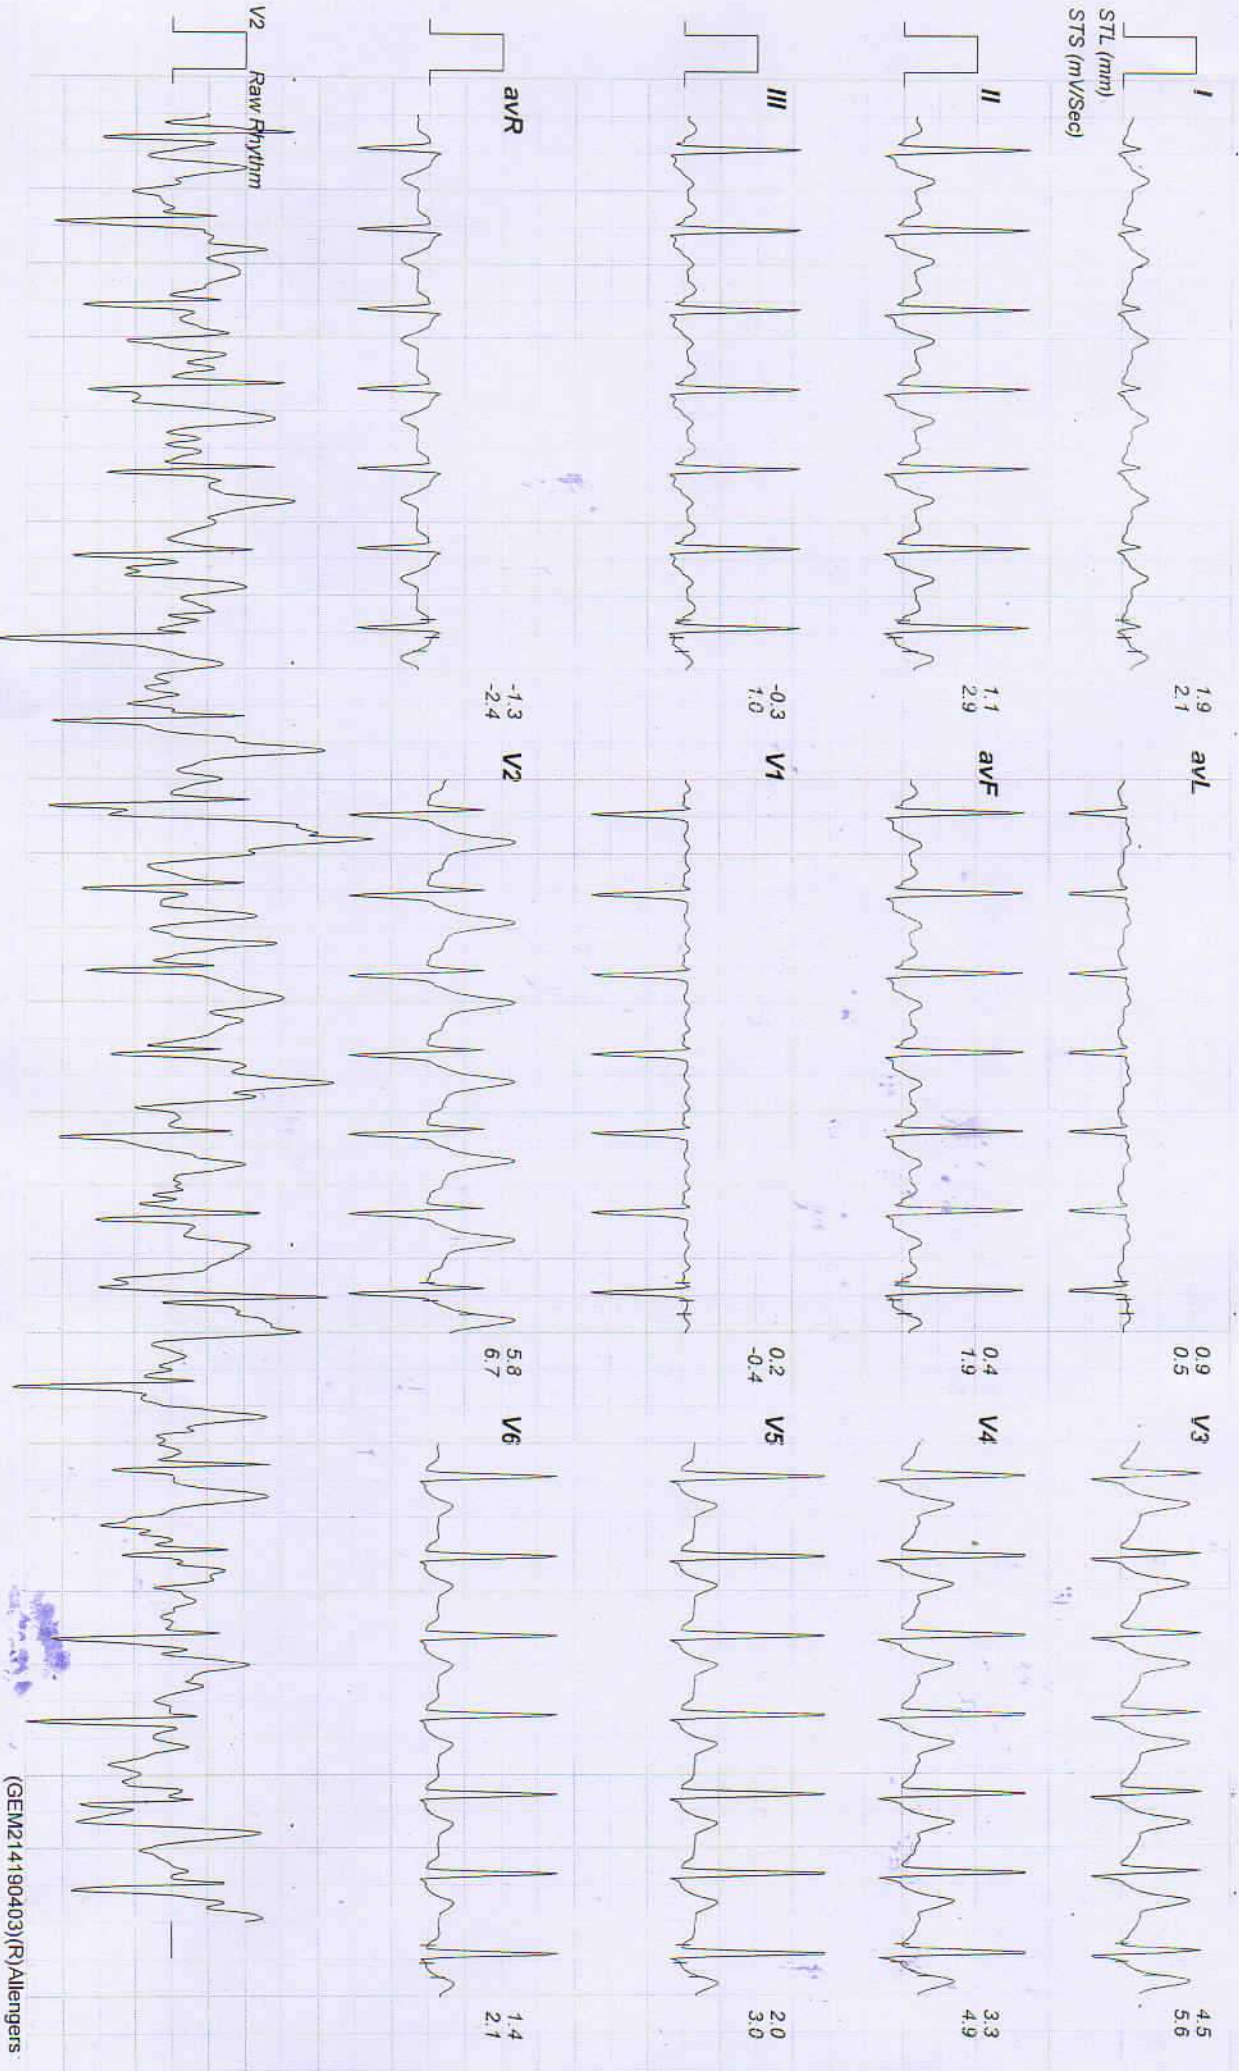 I
STL (mm)
STS (mV/Sec)
1.9
2.1
avL
0.9
0.5
V3
4.5
5.6
II
1.1
2.9
avF
0.4
1.9
V4
3.3
4.9
III
-0.3
1.0
V1
0.2
-0.4
V5
2.0
3.0
avR
-1.3
-2.4
V2
5.8
6.7
V6
1.4
2.1
V2 Raw Rhythm
(GEM214190403)(R)Allengers